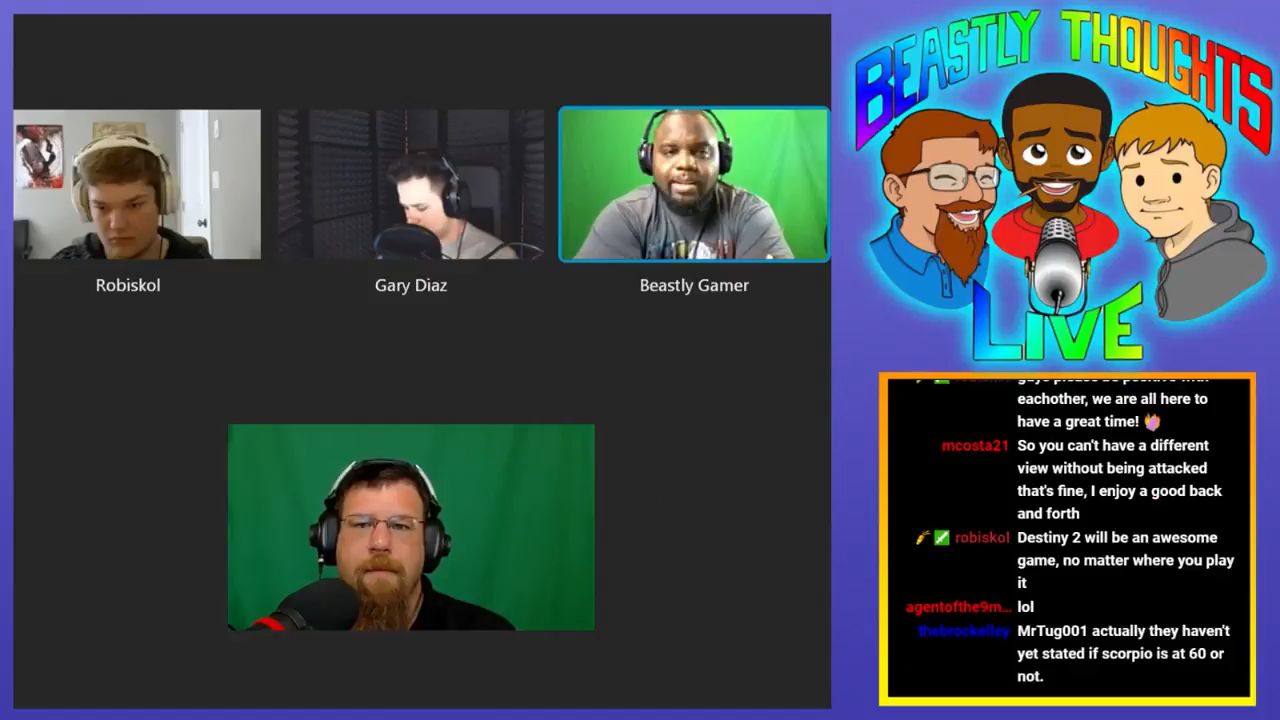 BEASTLY THOUGHTS
LIVE
Robiskol
Gary Diaz
Beastly Gamer
eachother, we are all here to
have a great time!
mcosta21 So you can't have a different
view without being attacked
that's fine, I enjoy a good back
and forth
robiskol Destiny 2 will be an awesome
game, no matter where you play
it
agentofthe9m... lol
thebrockelley MrTug001 actually they haven't
yet stated if scorpio is at 60 or
not.